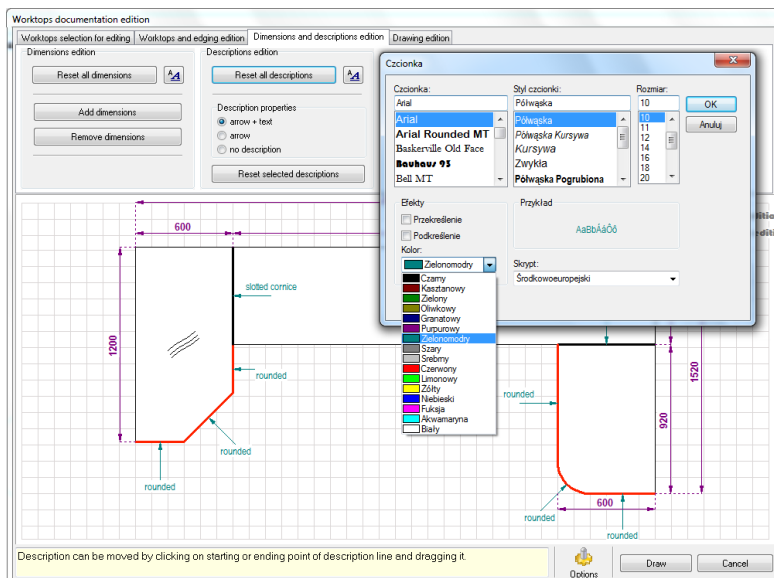 Worktops documentation edition
Worktops selection for editing
Worktops and edging edition
Dimensions and descriptions edition
Drawing edition
Dimensions edition
Reset all dimensions
AA
Add dimensions
Remove dimensions
Descriptions edition
Reset all descriptions
AA
Description properties
arrow + text
arrow
no description
Reset selected descriptions
Czcionka
Czcionka:
Arial
Arial
Arial Rounded MT
Baskerville Old Face
Bauhaus 93
Bell MT
Styl czcionki:
Półwąska
Półwąska
Półwąska Kursywa
Kursywa
Zwykła
Półwąska Pogrubiona
Rozmiar:
10
10
11
12
14
16
18
20
OK
Anuluj
Efekty
Przekreślenie
Podkreślenie
Kolor:
Zielonomodry
Czarny
Kasztanowy
Zielony
Oliwkowy
Granatowy
Purpurowy
Zielonomodry
Szary
Srebrny
Czerwony
Limonowy
Żółty
Niebieski
Fuksja
Akwamaryna
Biały
Przykład
AaBbÁáÔô
Skrypt:
Środkowoeuropejski
600
slotted cornice
1200
rounded
rounded
rounded
rounded
920
1520
600
rounded
rounded
Description can be moved by clicking on starting or ending point of description line and dragging it.
Options
Draw
Cancel